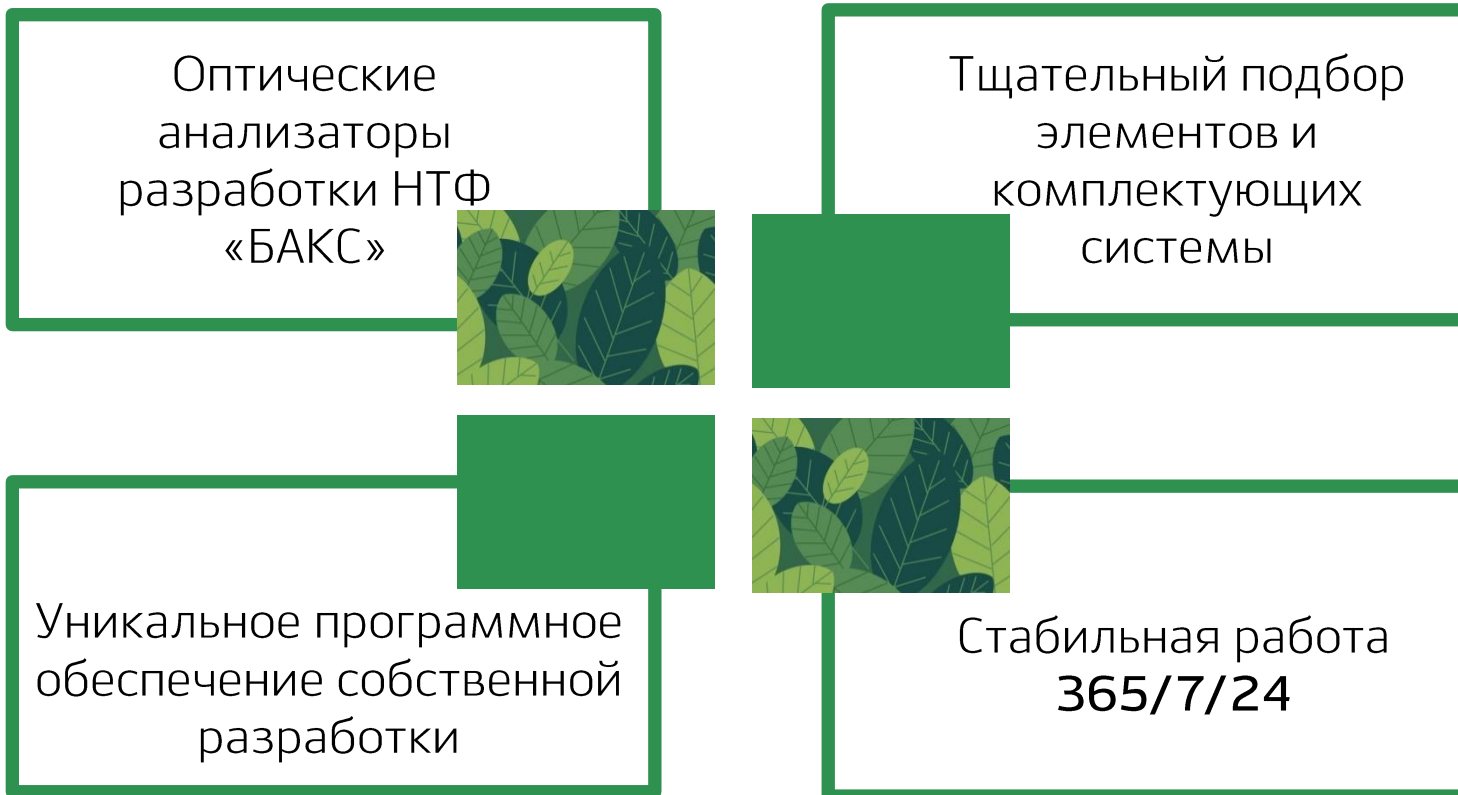 Оптические
анализаторы
разработки НТФ
«БАКС»
Тщательный подбор
элементов и
комплектующих
системы
Уникальное программное
обеспечение собственной
разработки
Стабильная работа
365/7/24